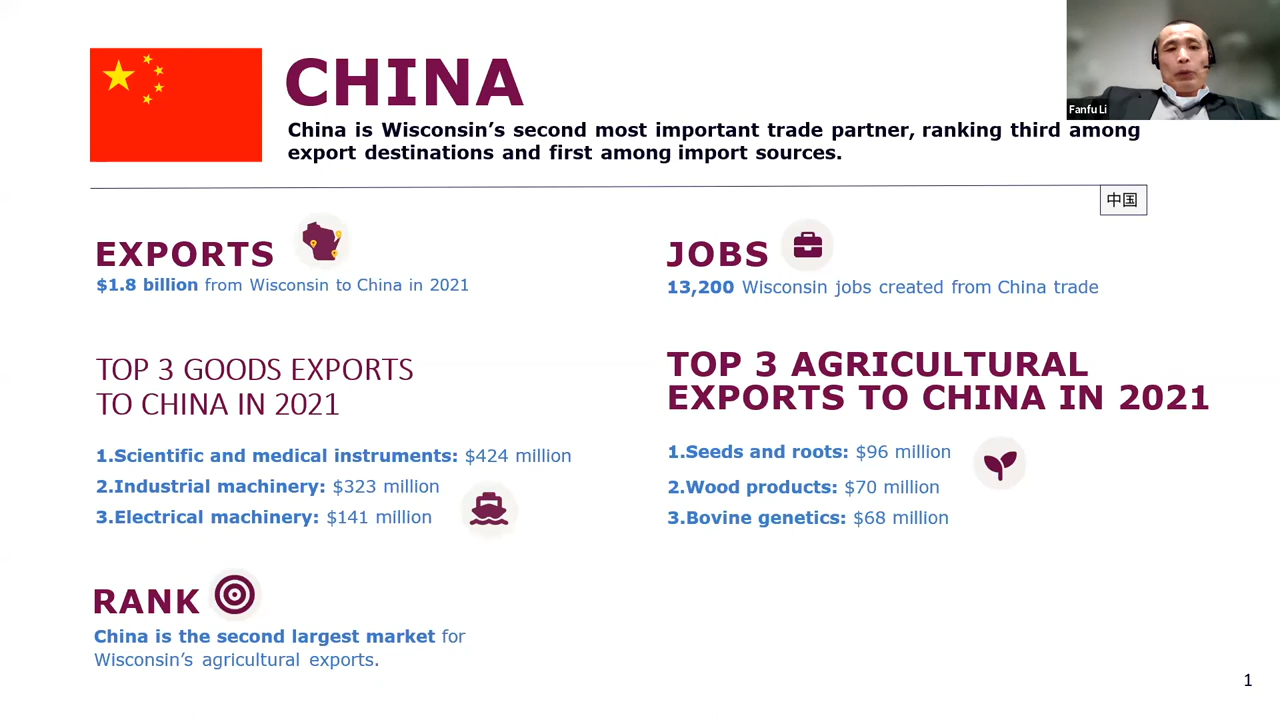 CHINA
China is Wisconsin's second most important trade partner, ranking third among
export destinations and first among import sources.
Fanfu Li
中国
EXPORTS
$1.8 billion from Wisconsin to China in 2021
JOBS
13,200 Wisconsin jobs created from China trade
TOP 3 GOODS EXPORTS
TO CHINA IN 2021
1.Scientific and medical instruments: $424 million
2.Industrial machinery: $323 million
3.Electrical machinery: $141 million
TOP 3 AGRICULTURAL
EXPORTS TO CHINA IN 2021
1.Seeds and roots: $96 million
2.Wood products: $70 million
3.Bovine genetics: $68 million
RANK
China is the second largest market for
Wisconsin's agricultural exports.
1